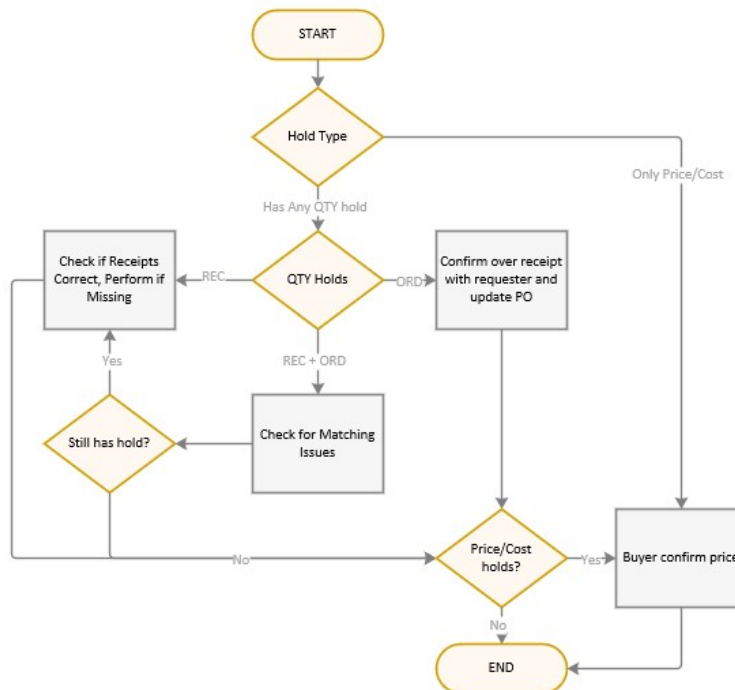 START
Hold Type
Only Price/Cost
Has Any QTY hold
Check if Receipts
Correct, Perform if
Missing
REC
QTY Holds
ORD
Confirm over receipt
with requester and
update PO
Yes
REC + ORD
Still has hold?
Check for Matching
Issues
No
Price/Cost
holds?
Yes
Buyer confirm price
No
END